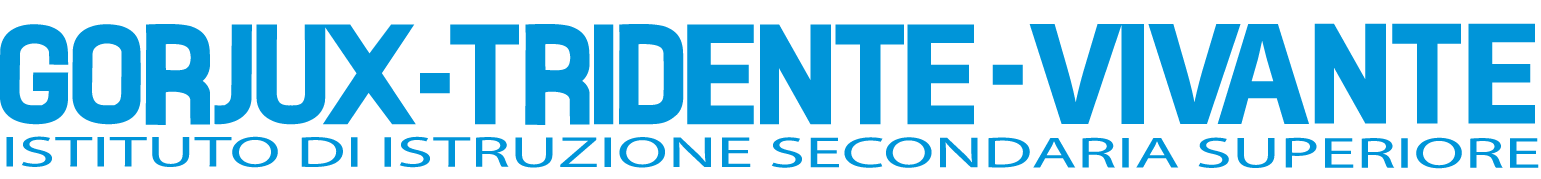 GORJUX-TRIDENTE-VIVANTE
ISTITUTO DI ISTRUZIONE SECONDARIA SUPERIORE